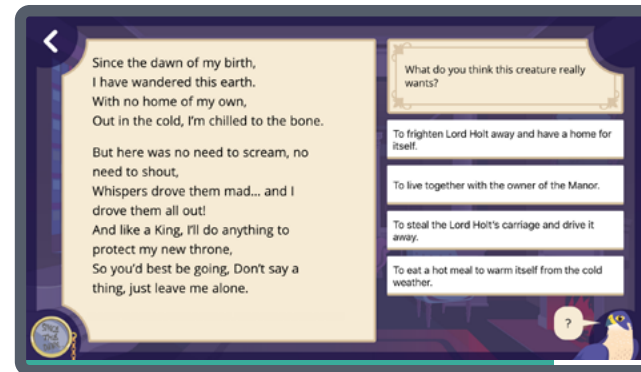 Since the dawn of my birth,
I have wandered this earth.
With no home of my own,
Out in the cold, I'm chilled to the bone.
But here was no need to scream, no
need to shout,
Whispers drove them mad... and I
drove them all out!
And like a King, I'll do anything to
protect my new throne,
So you'd best be going, Don't say a
thing, just leave me alone.
What do you think this creature really
wants?
To frighten Lord Holt away and have a home for
itself.
To live together with the owner of the Manor.
To steal the Lord Holt's carriage and drive it
away.
To eat a hot meal to warm itself from the cold
weather.
?